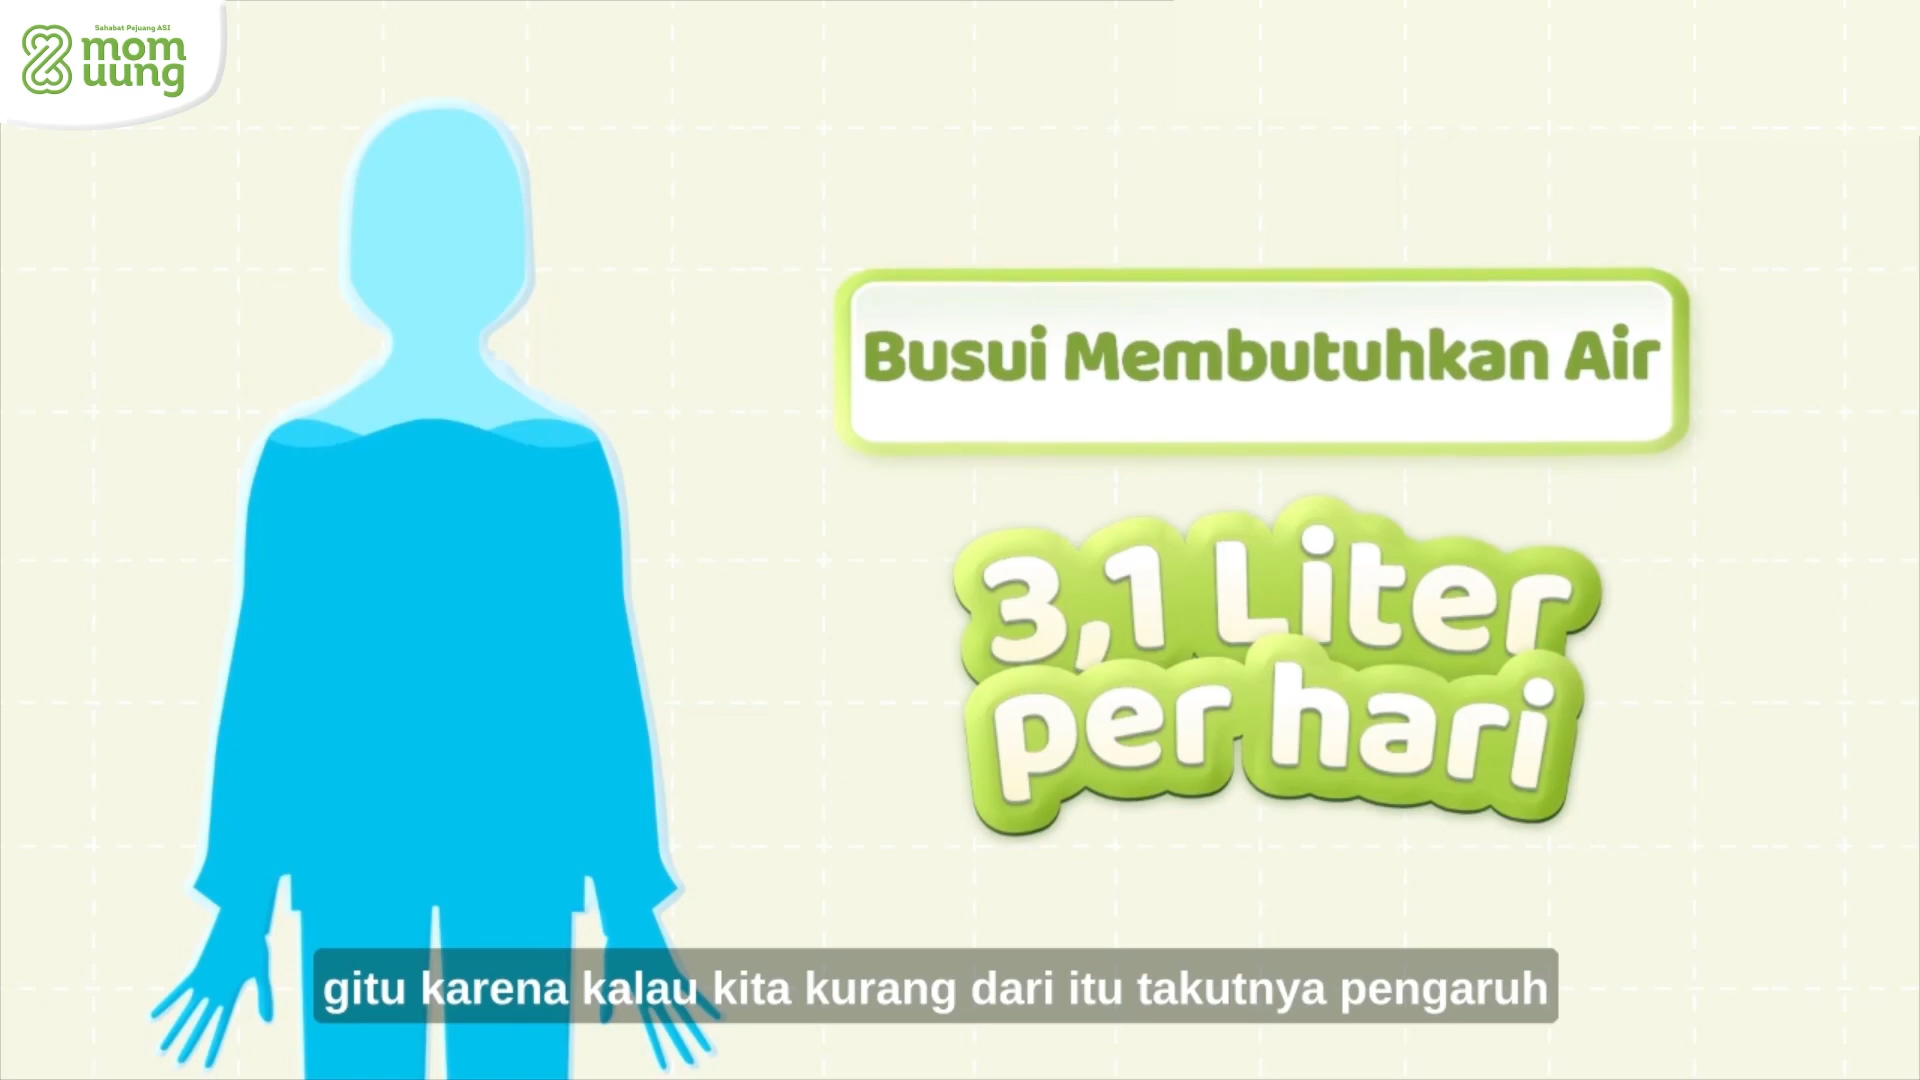 Sahabat Pejuang ASI
mom
uung
Busui Membutuhkan Air
3,1 Liter
per hari
gitu karena kalau kita kurang dari itu takutnya pengaruh